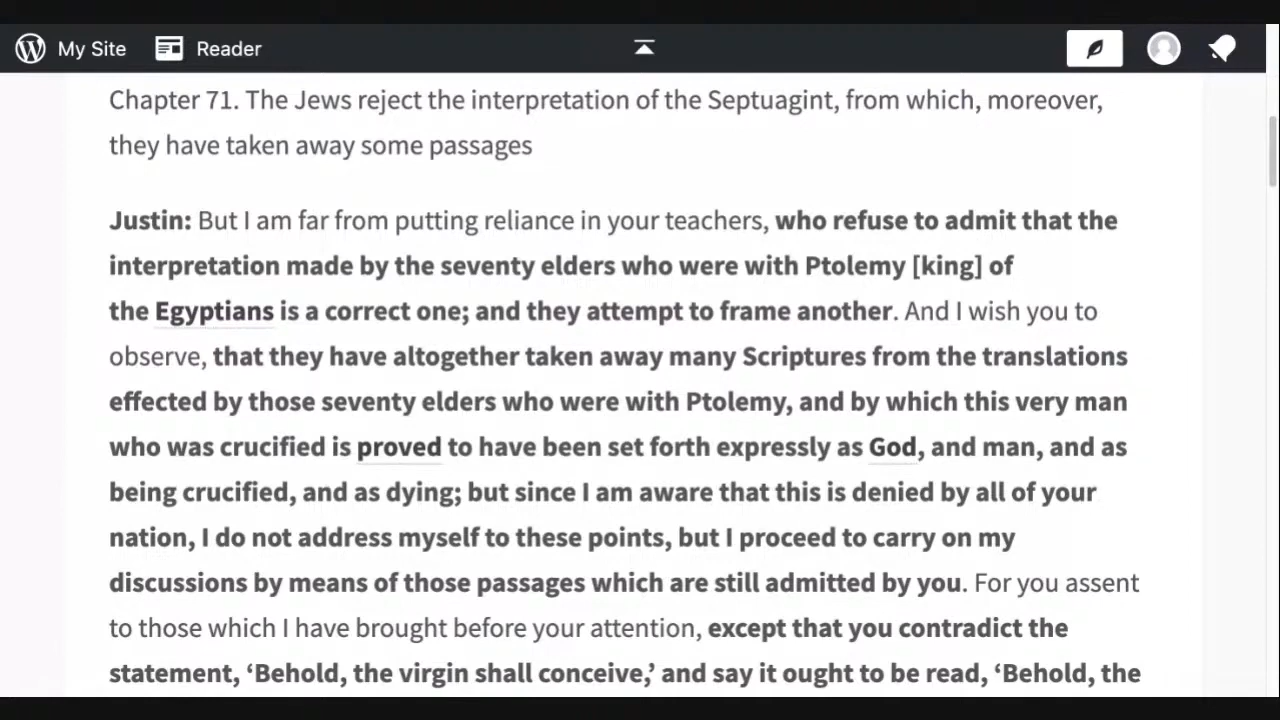 My Site
Reader
Chapter 71. The Jews reject the interpretation of the Septuagint, from which, moreover,
they have taken away some passages
Justin: But I am far from putting reliance in your teachers, who refuse to admit that the
interpretation made by the seventy elders who were with Ptolemy [king] of
the Egyptians is a correct one; and they attempt to frame another. And I wish you to
observe, that they have altogether taken away many Scriptures from the translations
effected by those seventy elders who were with Ptolemy, and by which this very man
who was crucified is proved to have been set forth expressly as God, and man, and as
being crucified, and as dying; but since I am aware that this is denied by all of your
nation, I do not address myself to these points, but I proceed to carry on my
discussions by means of those passages which are still admitted by you. For you assent
to those which I have brought before your attention, except that you contradict the
statement, ‘Behold, the virgin shall conceive,’ and say it ought to be read, ‘Behold, the